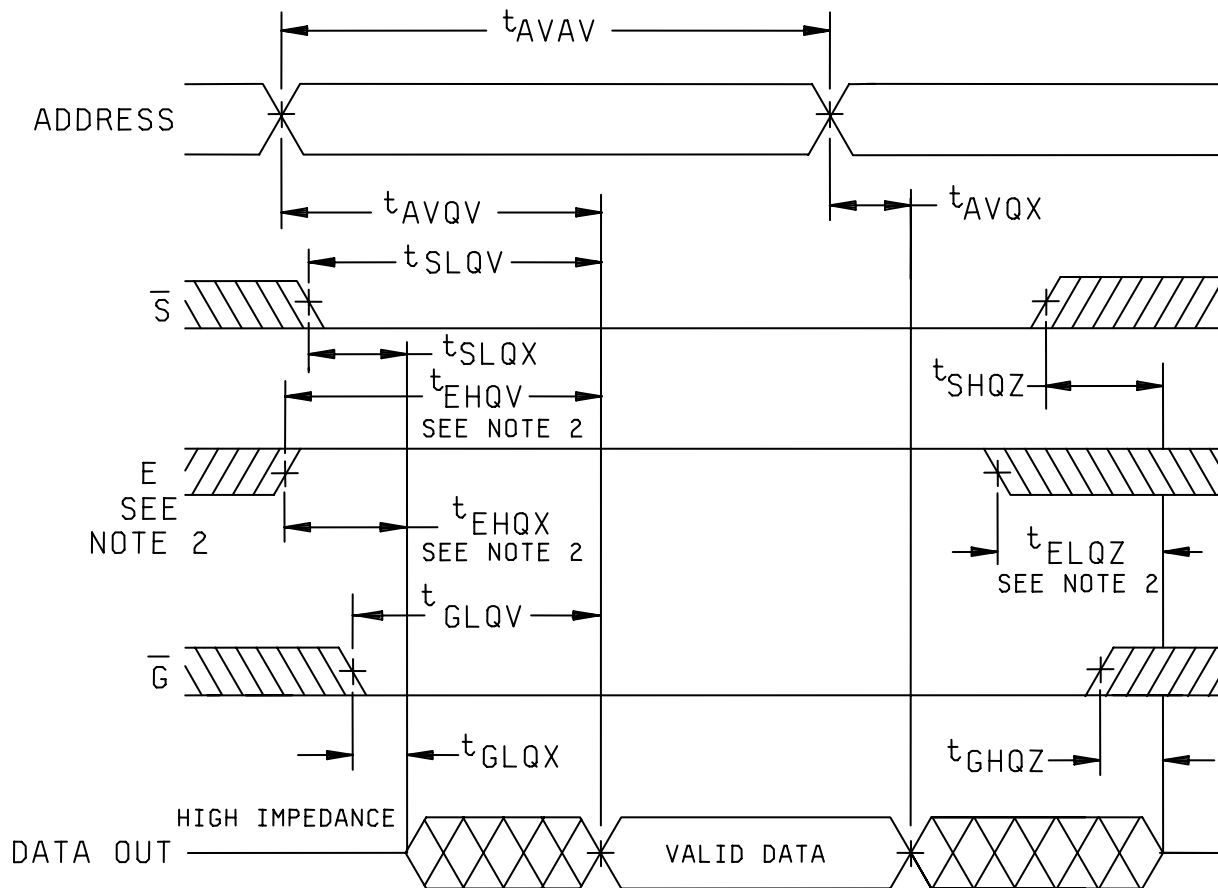 tAVAV
ADDRESS
tAVQV
tAVQX
tSLQV
S̅
tSLQX
tSHQZ
tEHQV
SEE NOTE 2
E
SEE
NOTE 2
tEHQX
SEE NOTE 2
tELQZ
SEE NOTE 2
tGLQV
G̅
tGLQX
tGHQZ
HIGH IMPEDANCE
DATA OUT
VALID DATA